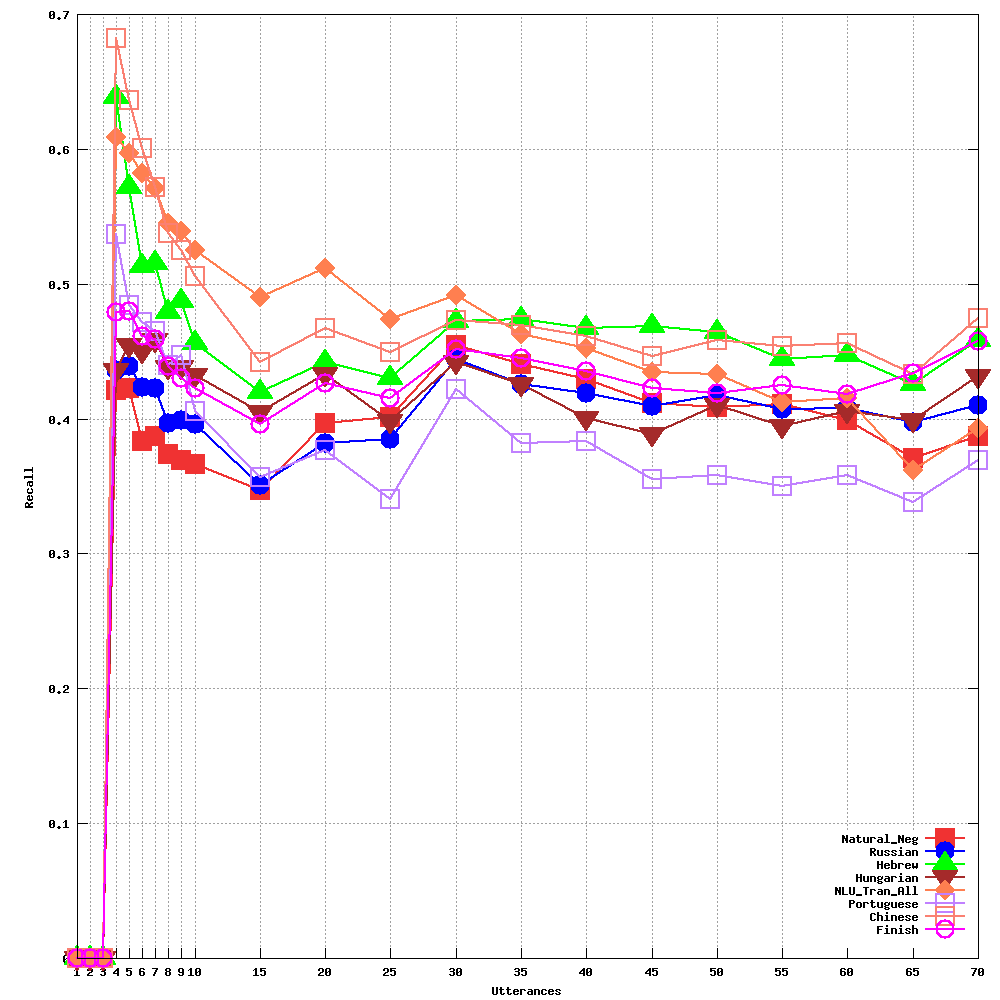 0.7
0.6
0.5
0.4
0.3
0.2
0.1
0
Recall
1 2 3 4 5 6 7 8 9 10 15 20 25 30 35 40 45 50 55 60 65 70
Utterances
Natural_Neg
Russian
Hebrew
Hungarian
NLU_Tran_All
Portuguese
Chinese
Finish